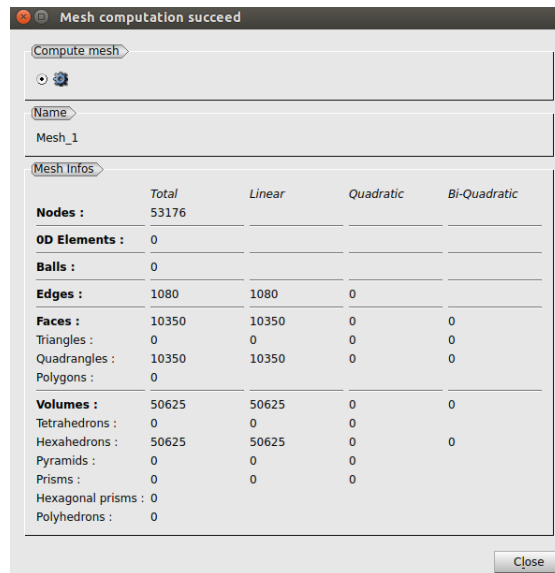 Mesh computation succeed
Compute mesh
Name
Mesh_1
Mesh Infos
Total Linear Quadratic Bi-Quadratic
Nodes : 53176
0D Elements : 0
Balls : 0
Edges : 1080 1080 0
Faces : 10350 10350 0 0
Triangles : 0 0 0 0
Quadrangles : 10350 10350 0 0
Polygons : 0
Volumes : 50625 50625 0 0
Tetrahedrons : 0 0 0
Hexahedrons : 50625 50625 0 0
Pyramids : 0 0 0
Prisms : 0 0 0
Hexagonal prisms : 0
Polyhedrons : 0
Close